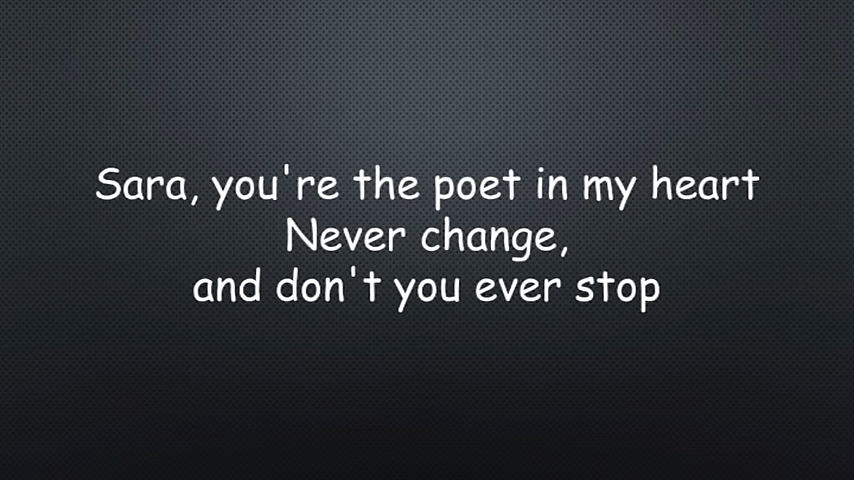 Sara, you're the poet in my heart
Never change,
and don't you ever stop